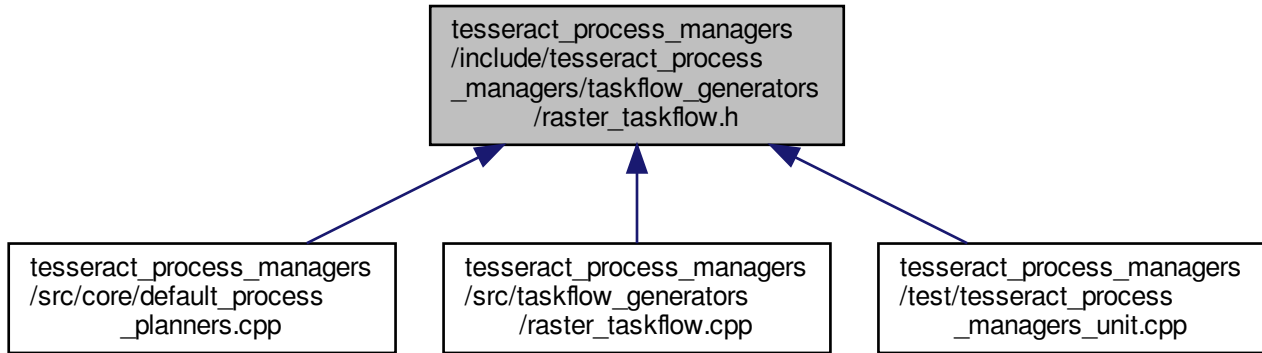 tesseract_process_managers
/include/tesseract_process
_managers/taskflow_generators
/raster_taskflow.h
tesseract_process_managers
/src/core/default_process
_planners.cpp
tesseract_process_managers
/src/taskflow_generators
/raster_taskflow.cpp
tesseract_process_managers
/test/tesseract_process
_managers_unit.cpp